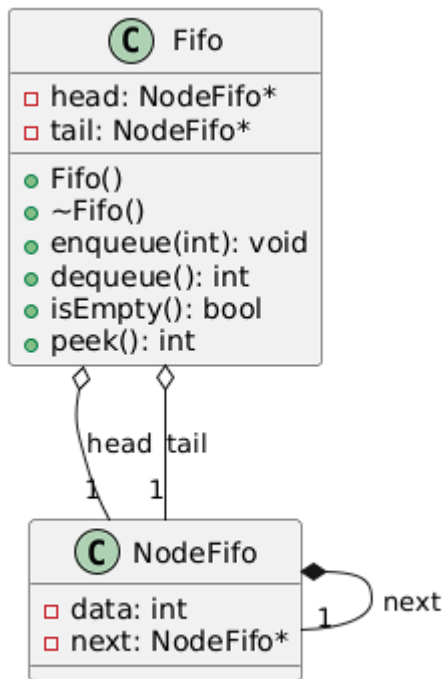 C Fifo
head: NodeFifo*
tail: NodeFifo*
Fifo()
~Fifo()
enqueue(int): void
dequeue(): int
isEmpty(): bool
peek(): int
head tail
1 1
C NodeFifo
data: int
next: NodeFifo*
1 next